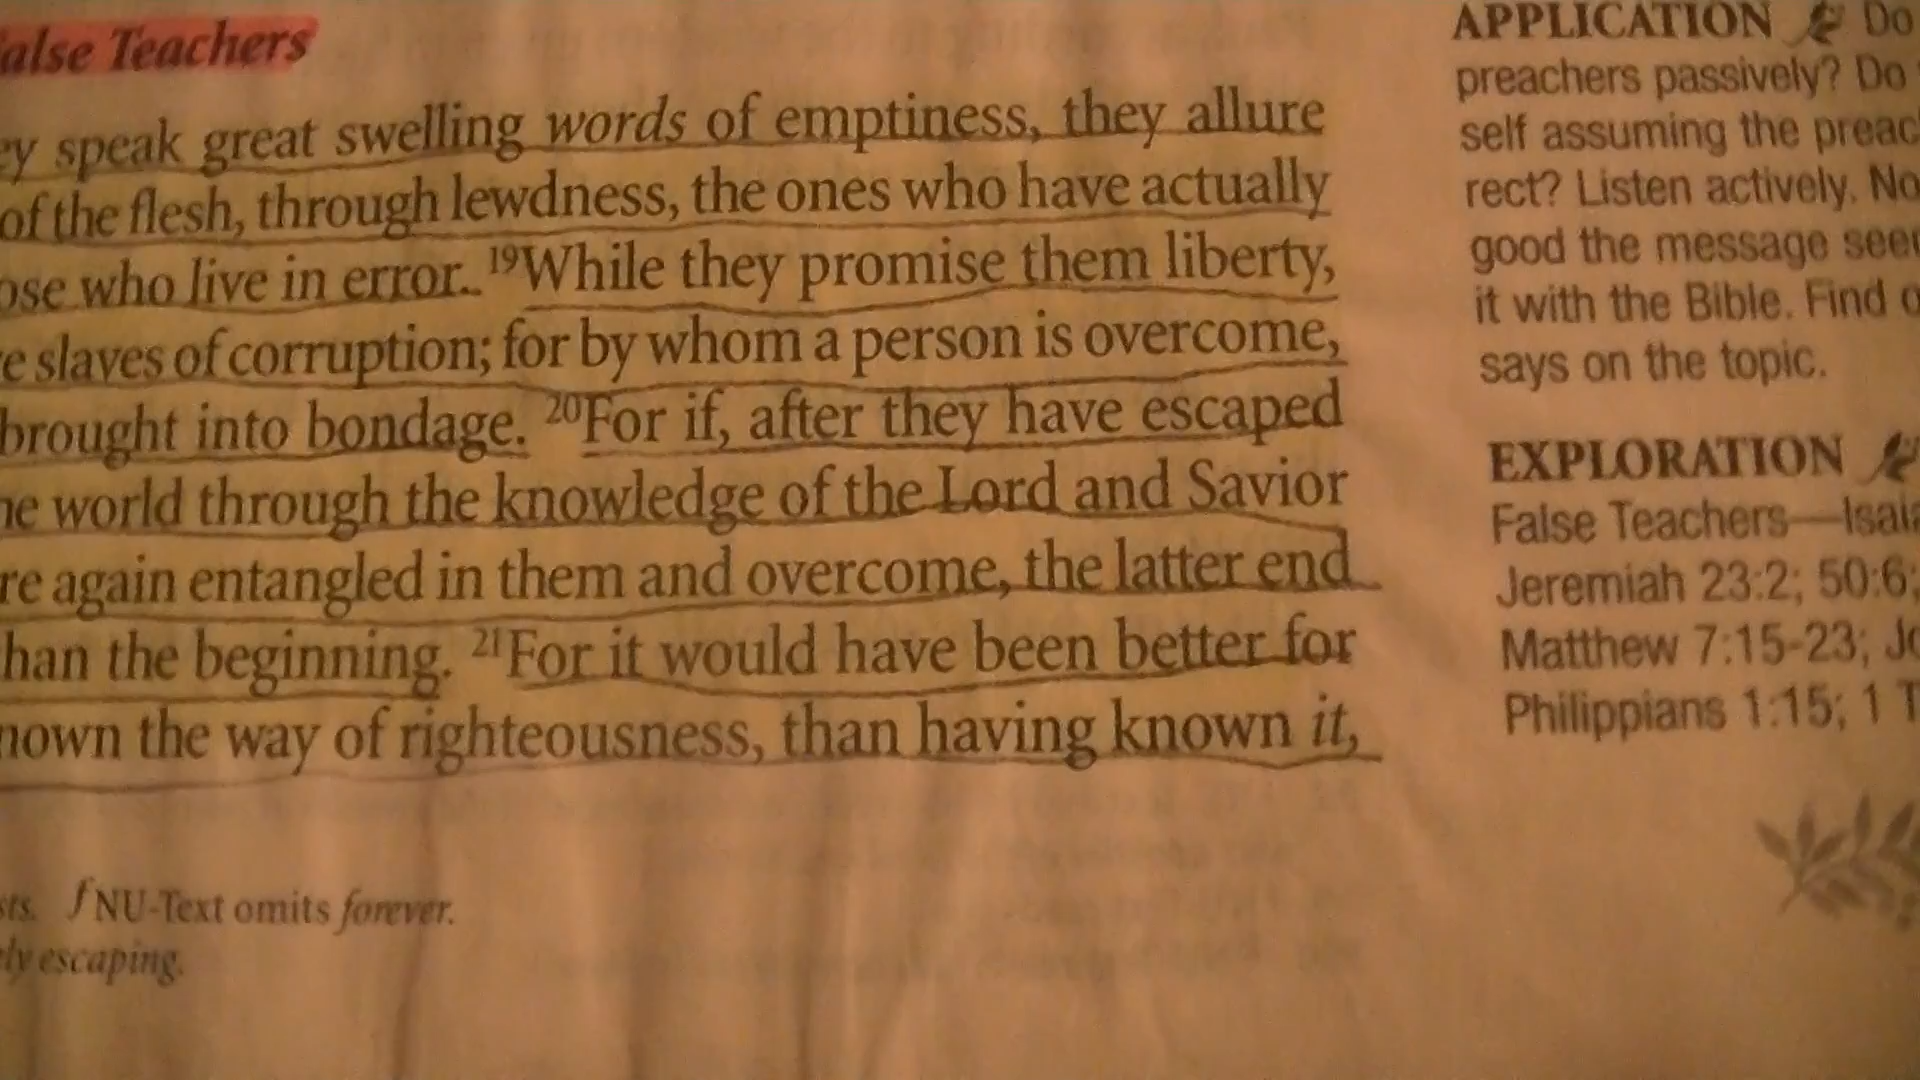 alse Teachers
ey speak great swelling words of emptiness, they allure
of the flesh, through lewdness, the ones who have actually
ose who live in error. 19While they promise them liberty,
e slaves of corruption; for by whom a person is overcome,
brought into bondage. 20For if, after they have escaped
he world through the knowledge of the Lord and Savior
re again entangled in them and overcome, the latter end
han the beginning. 21For it would have been better for
nown the way of righteousness, than having known it,
sts. f NU-Text omits forever.
ly escaping.
APPLICATION Do
preachers passively? Do
self assuming the preac
rect? Listen actively. No
good the message see
it with the Bible. Find o
says on the topic.
EXPLORATION
False Teachers—Isaia
Jeremiah 23:2; 50:6;
Matthew 7:15-23; Jo
Philippians 1:15; 1 T